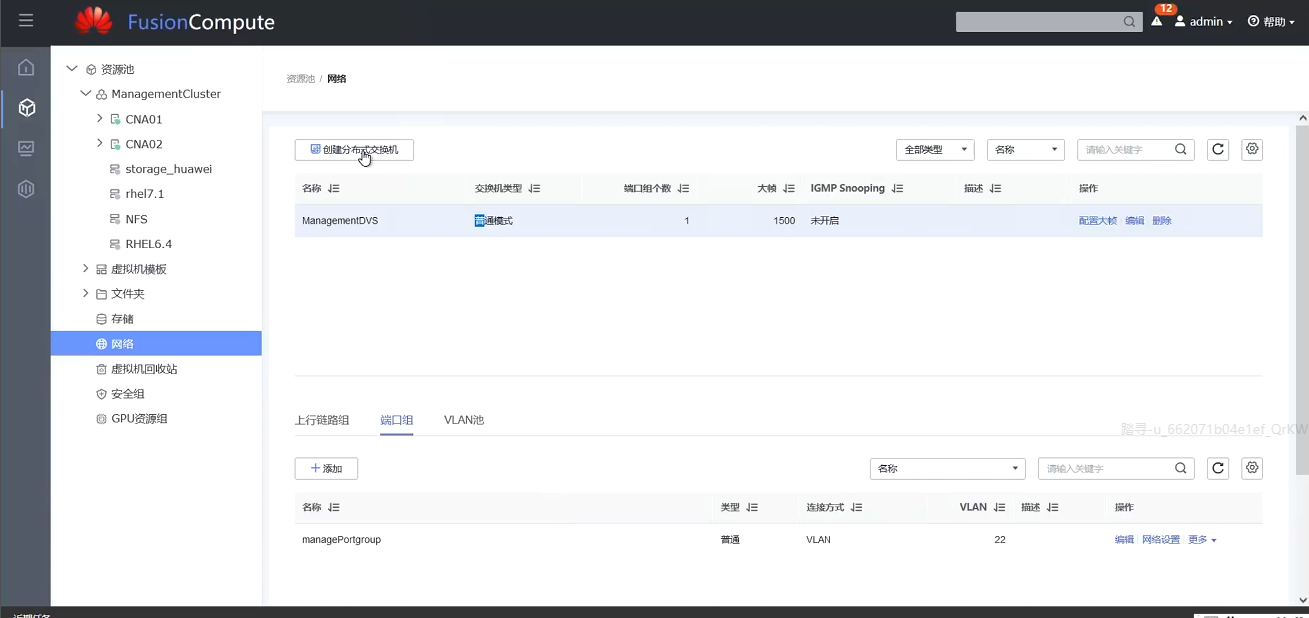 FusionCompute
12
admin
帮助
资源池
ManagementCluster
CNA01
CNA02
storage_huawei
rhel7.1
NFS
RHEL6.4
虚拟机模板
文件夹
存储
网络
虚拟机回收站
安全组
GPU资源组
资源池 / 网络
创建分布式交换机
全部类型 名称 请输入关键字
名称 交换机类型 端口组个数 大帧 IGMP Snooping 描述 操作
ManagementDVS 普通模式 1 1500 未开启 配置大帧 编辑 删除
上行链路组 端口组 VLAN池
踏寻-u_662071b04e1ef_QrKW
添加 名称 请输入关键字
名称 类型 连接方式 VLAN 描述 操作
managePortgroup 普通 VLAN 22 编辑 网络设置 更多
近期任务